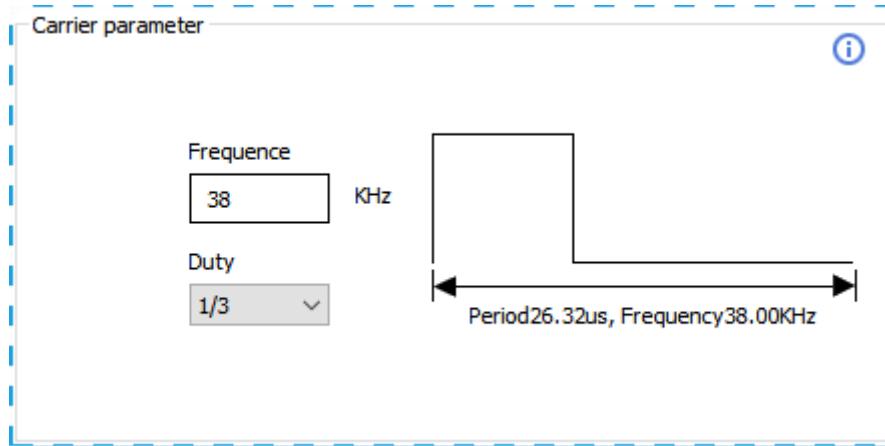 Carrier parameter
Frequence
38
KHz
Duty
1/3
Period26.32us, Frequency38.00KHz